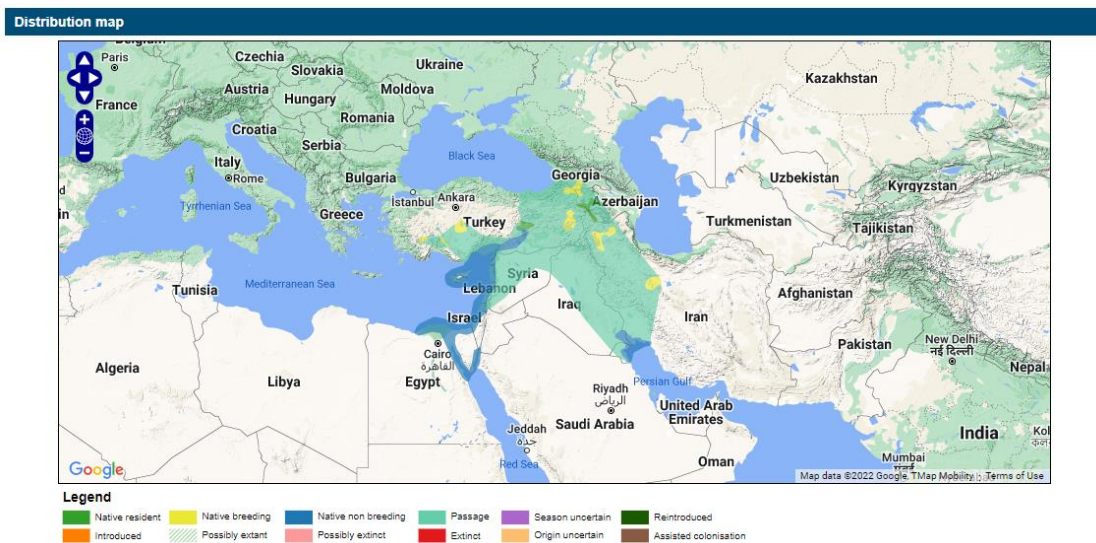 Distribution map
Belgium
Paris
Czechia
Ukraine
Kazakhstan
Slovakia
Austria
Moldova
France
Hungary
Romania
Croatia
Serbia
Italy
Black Sea
Georgia
Uzbekistan
Rome
Bulgaria
Kyrgyzstan
d
in
Tyrrhenian Sea
İstanbul
Ankara
Azerbaijan
Greece
Turkey
Turkmenistan
Tajikistan
Syria
Tunisia
Mediterranean Sea
Lebanon
Afghanistan
Iraq
Israel
Iran
Pakistan
New Delhi
नई दिल्ली
Cairo
القاهرة
Nepal
Algeria
Libya
Egypt
Riyadh
الرياض
Persian Gulf
United Arab
Emirates
Jeddah
جدة
Saudi Arabia
India
Kol
Mumbai
मुंबई
Red Sea
Oman
Google
Map data ©2022 Google, TMap Mobility
Terms of Use
Legend
Native resident
Native breeding
Native non breeding
Passage
Season uncertain
Reintroduced
Introduced
Possibly extant
Possibly extinct
Extinct
Origin uncertain
Assisted colonisation